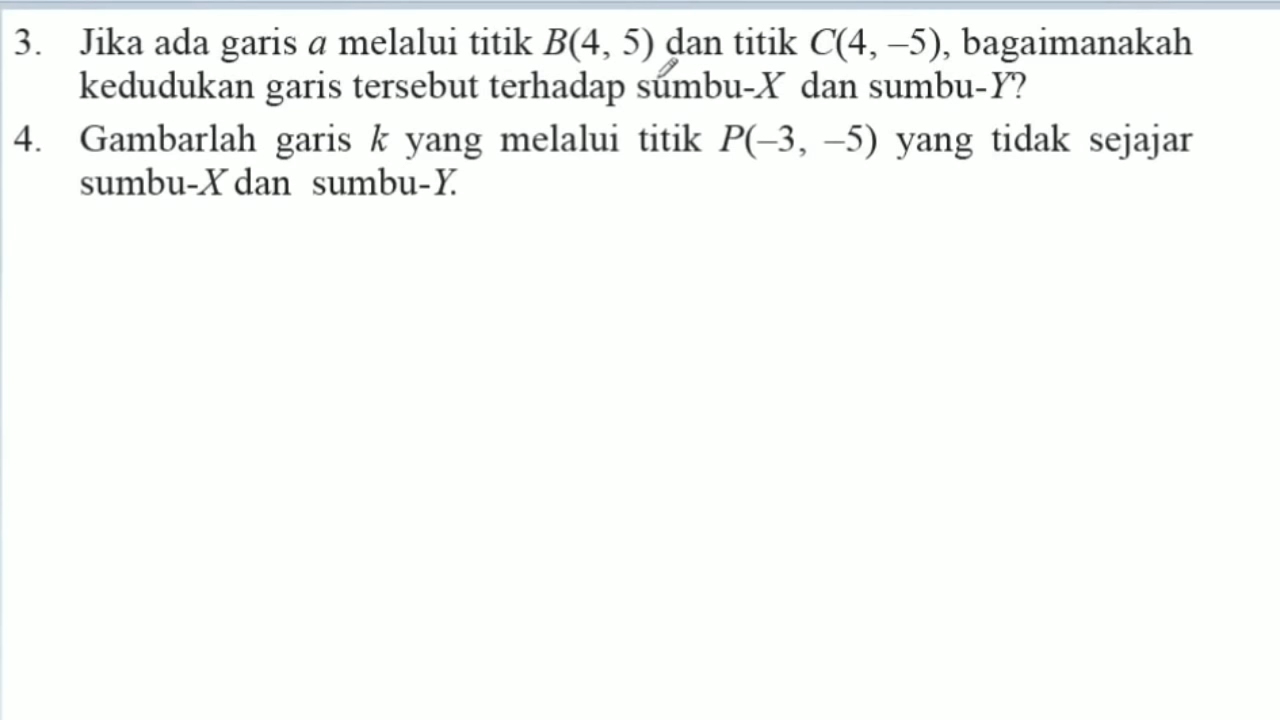 3. Jika ada garis a melalui titik B(4, 5) dan titik C(4, –5), bagaimanakah
kedudukan garis tersebut terhadap sumbu-X dan sumbu-Y?
4. Gambarlah garis k yang melalui titik P(–3, –5) yang tidak sejajar
sumbu-X dan sumbu-Y.